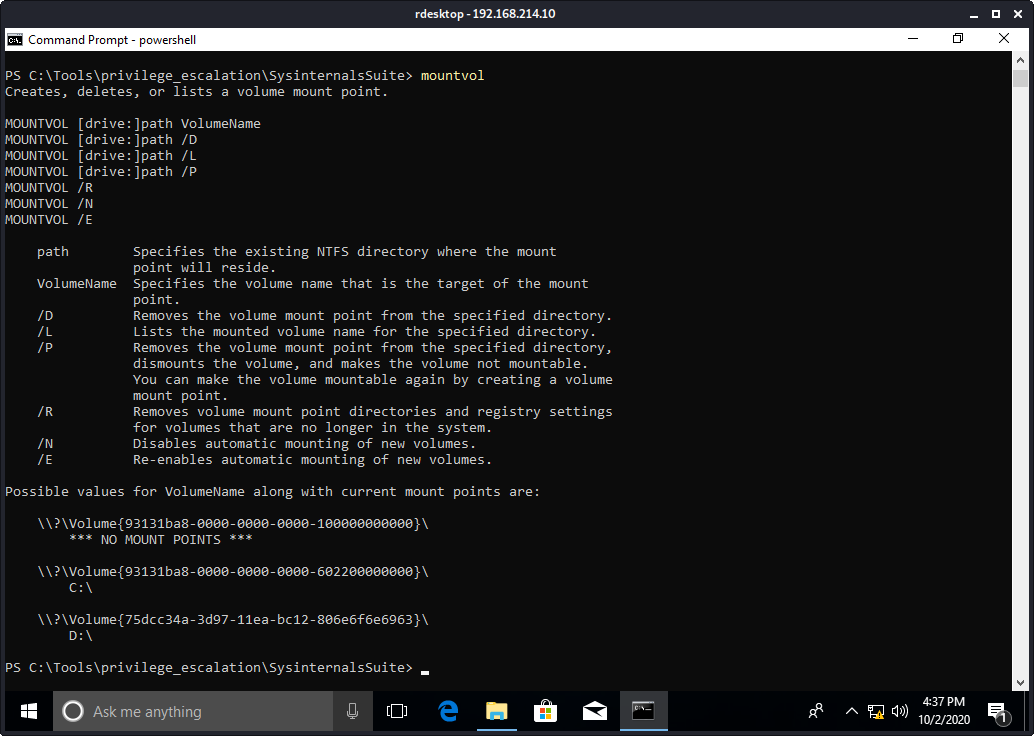 rdesktop - 192.168.214.10
Command Prompt - powershell
PS C:\Tools\privilege_escalation\SysinternalsSuite> mountvol
Creates, deletes, or lists a volume mount point.
MOUNTVOL [drive:]path VolumeName
MOUNTVOL [drive:]path /D
MOUNTVOL [drive:]path /L
MOUNTVOL [drive:]path /P
MOUNTVOL /R
MOUNTVOL /N
MOUNTVOL /E
path        Specifies the existing NTFS directory where the mount
point will reside.
VolumeName  Specifies the volume name that is the target of the mount
point.
/D          Removes the volume mount point from the specified directory.
/L          Lists the mounted volume name for the specified directory.
/P          Removes the volume mount point from the specified directory,
dismounts the volume, and makes the volume not mountable.
You can make the volume mountable again by creating a volume
mount point.
/R          Removes volume mount point directories and registry settings
for volumes that are no longer in the system.
/N          Disables automatic mounting of new volumes.
/E          Re-enables automatic mounting of new volumes.
Possible values for VolumeName along with current mount points are:
\\?\Volume{93131ba8-0000-0000-0000-100000000000}\
*** NO MOUNT POINTS ***
\\?\Volume{93131ba8-0000-0000-0000-602200000000}\
C:\
\\?\Volume{75dcc34a-3d97-11ea-bc12-806e6f6e6963}\
D:\
PS C:\Tools\privilege_escalation\SysinternalsSuite> _
Ask me anything
4:37 PM
10/2/2020
1